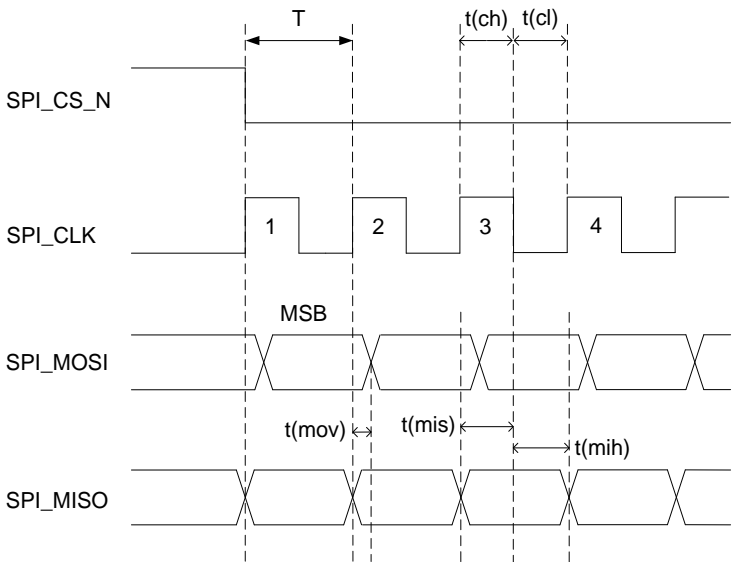 T
t(ch)
t(cl)
SPI_CS_N
SPI_CLK
1
2
3
4
MSB
SPI_MOSI
t(mov)
t(mis)
t(mih)
SPI_MISO